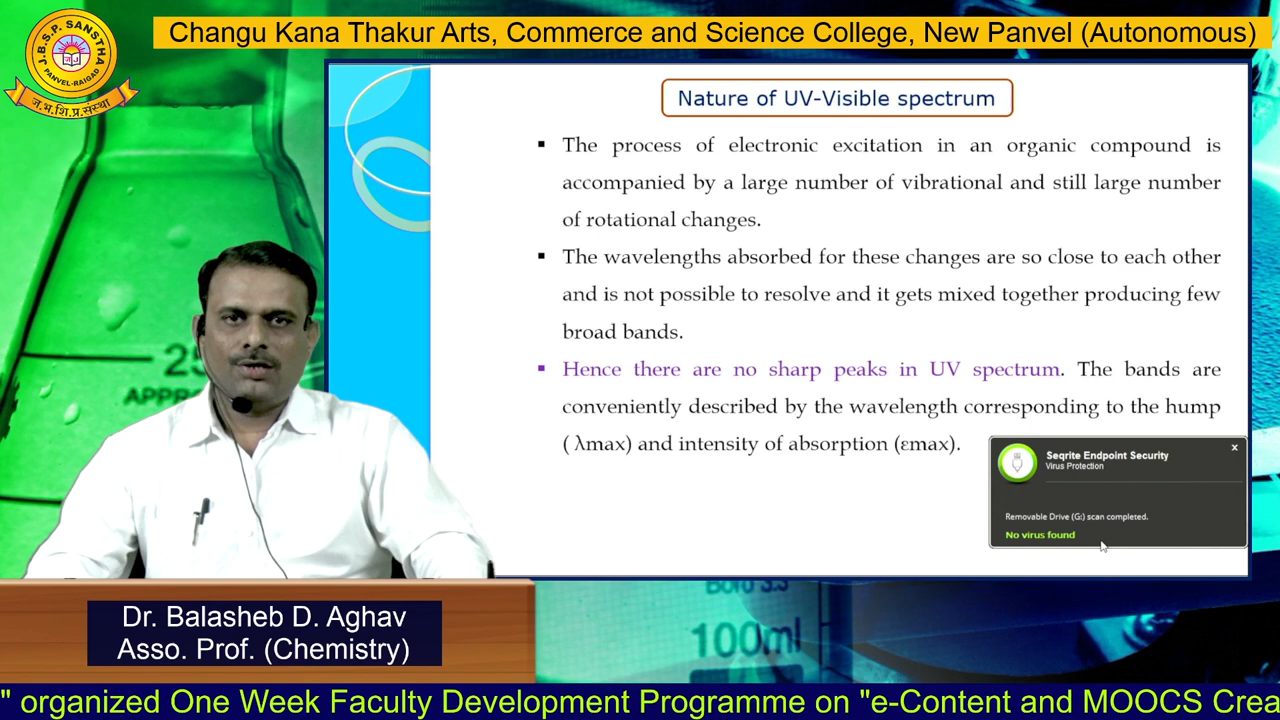 Changu Kana Thakur Arts, Commerce and Science College, New Panvel (Autonomous)
J.B.S.P. SANSTHA
PANVEL-RAIGAD
ज.भ.शि.प्र.संस्था
Nature of UV-Visible spectrum
▪ The process of electronic excitation in an organic compound is
accompanied by a large number of vibrational and still large number
of rotational changes.
▪ The wavelengths absorbed for these changes are so close to each other
and is not possible to resolve and it gets mixed together producing few
broad bands.
▪ Hence there are no sharp peaks in UV spectrum. The bands are
conveniently described by the wavelength corresponding to the hump
( λmax) and intensity of absorption (εmax).
Seqrite Endpoint Security
Virus Protection
x
Removable Drive (G:) scan completed.
No virus found
25
APPRO
100ml
Dr. Balasheb D. Aghav
Asso. Prof. (Chemistry)
" organized One Week Faculty Development Programme on "e-Content and MOOCS Crea